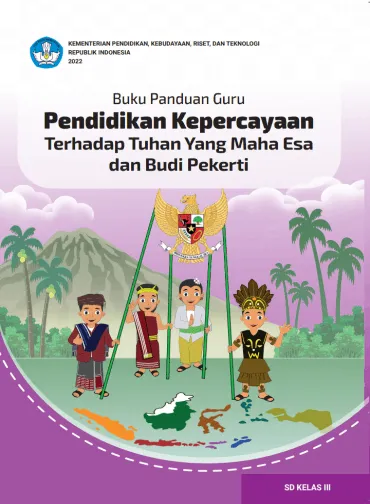 KEMENTERIAN PENDIDIKAN, KEBUDAYAAN, RISET, DAN TEKNOLOGI
REPUBLIK INDONESIA
2022
Buku Panduan Guru
Pendidikan Kepercayaan
Terhadap Tuhan Yang Maha Esa
dan Budi Pekerti
SD KELAS III